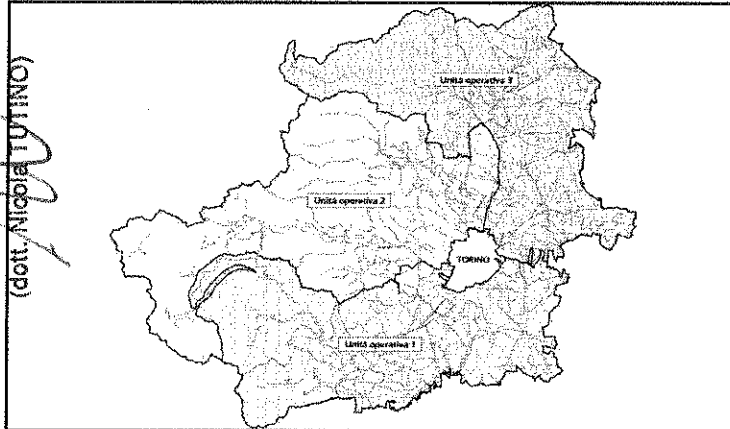 (dott. Nicola TUTINO)
Unità operativa 3
Unità operativa 2
TORINO
Unità operativa 1